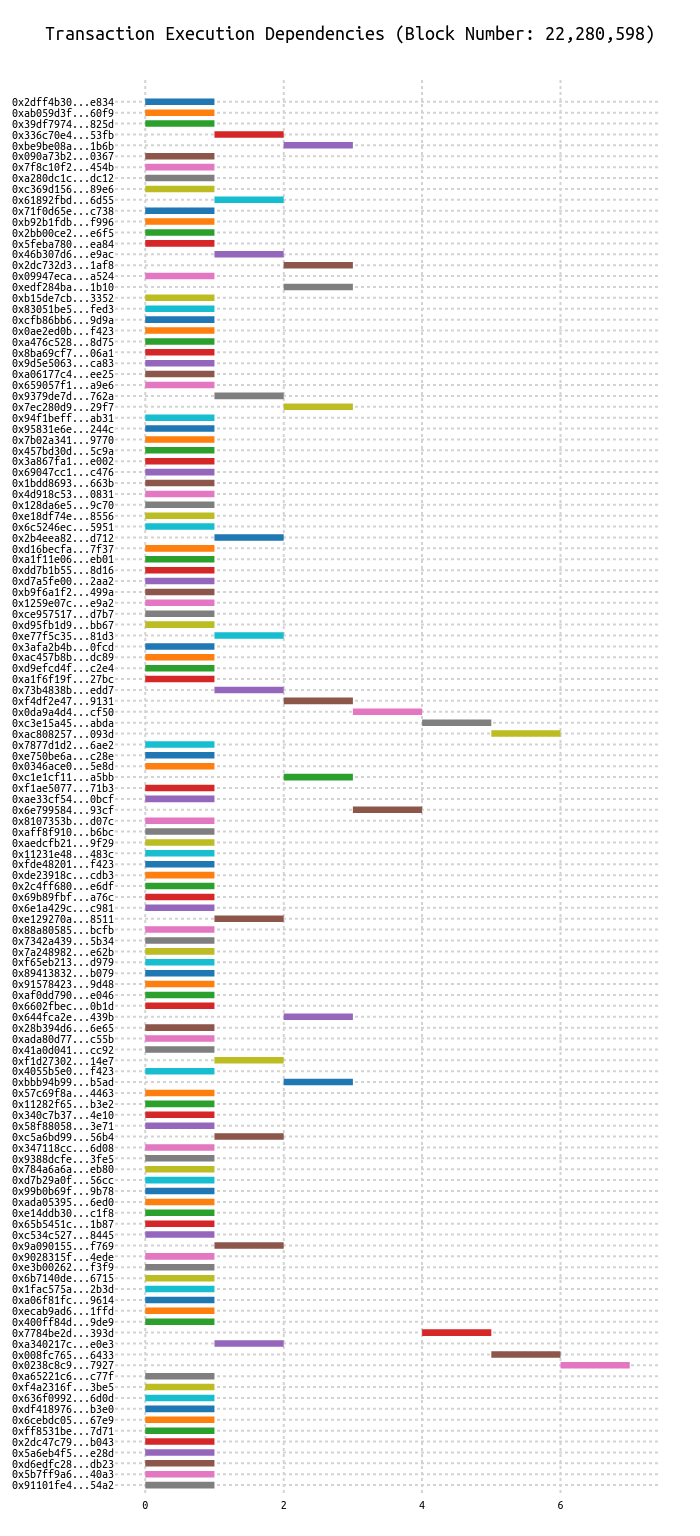 Transaction Execution Dependencies (Block Number: 22,280,598)
0x2dff4b30...e834
0xab059d3f...60f9
0x39df7974...825d
0x336c70e4...53fb
0xbe9be08a...1b6b
0x090a73b2...0367
0x7f8c10f2...454b
0xa280dc1c...dc12
0xc369d156...89e6
0x61892fbd...6d55
0x71f0d65e...c738
0xb92b1fdb...f996
0x2bb00ce2...e6f5
0x5feba780...ea84
0x46b307d6...e9ac
0x2dc732d3...1af8
0x09947eca...a524
0xedf284ba...1b10
0xb15de7cb...3352
0x83051be5...fed3
0xcfb86bb6...9d9a
0x0ae2ed0b...f423
0xa476c528...8d75
0x8ba69cf7...06a1
0x9d5e5063...ca83
0xa06177c4...ee25
0x659057f1...a9e6
0x9379de7d...762a
0x7ec280d9...29f7
0x94f1beff...ab31
0x95831e6e...244c
0x7b02a341...9770
0x457bd30d...5c9a
0x3a867fa1...e002
0x69047cc1...c476
0x1bdd8693...663b
0x4d918c53...0831
0x128da6e5...9c70
0xe18df74e...8556
0x6c5246ec...5951
0x2b4eea82...d712
0xd16becfa...7f37
0xa1f11e06...eb01
0xdd7b1b55...8d16
0xd7a5fe00...2aa2
0xb9f6a1f2...499a
0x1259e07c...e9a2
0xce957517...d7b7
0xd95fb1d9...bb67
0xe77f5c35...81d3
0x3afa2b4b...0fcd
0xac457b8b...dc89
0xd9efcd4f...c2e4
0xa1f6f19f...27bc
0x73b4838b...edd7
0xf4df2e47...9131
0x0da9a4d4...cf50
0xc3e15a45...abda
0xac808257...093d
0x7877d1d2...6ae2
0xe750be6a...c28e
0x0346ace0...5e8d
0xc1e1cf11...a5bb
0xf1ae5077...71b3
0xae33cf54...0bcf
0x6e799584...93cf
0x8107353b...d07c
0xaff8f910...b6bc
0xaedcfb21...9f29
0x11231e48...483c
0xfde48201...f423
0xde23918c...cdb3
0x2c4ff680...e6df
0x69b89fbf...a76c
0x6e1a429c...c981
0xe129270a...8511
0x88a80585...bcfb
0x7342a439...5b34
0x7a248982...e62b
0xf65eb213...d979
0x89413832...b079
0x91578423...9d48
0xaf0dd790...e046
0x6602fbec...0b1d
0x644fca2e...439b
0x28b394d6...6e65
0xada80d77...c55b
0x41a0d041...cc92
0xf1d27302...14e7
0x4055b5e0...f423
0xbbb94b99...b5ad
0x57c69f8a...4463
0x11282f65...b3e2
0x340c7b37...4e10
0x58f88058...3e71
0xc5a6bd99...56b4
0x347118cc...6d08
0x9388dcfe...3fe5
0x784a6a6a...eb80
0xd7b29a0f...56cc
0x99b0b69f...9b78
0xada05395...6ed0
0xe14ddb30...c1f8
0x65b5451c...1b87
0xc534c527...8445
0x9a090155...f769
0x9028315f...4ede
0xe3b00262...f3f9
0x6b7140de...6715
0x1fac575a...2b3d
0xa06f81fc...9614
0xecab9ad6...1ffd
0x400ff84d...9de9
0x7784be2d...393d
0xa340217c...e0e3
0x008fc765...6433
0x0238c8c9...7927
0xa65221c6...c77f
0xf4a2316f...3be5
0x636f0992...6d0d
0xdf418976...b3e0
0x6cebdc05...67e9
0xff8531be...7d71
0x2dc47c79...b043
0x5a6eb4f5...e28d
0xd6edfc28...db23
0x5b7ff9a6...40a3
0x91101fe4...54a2
0 2 4 6